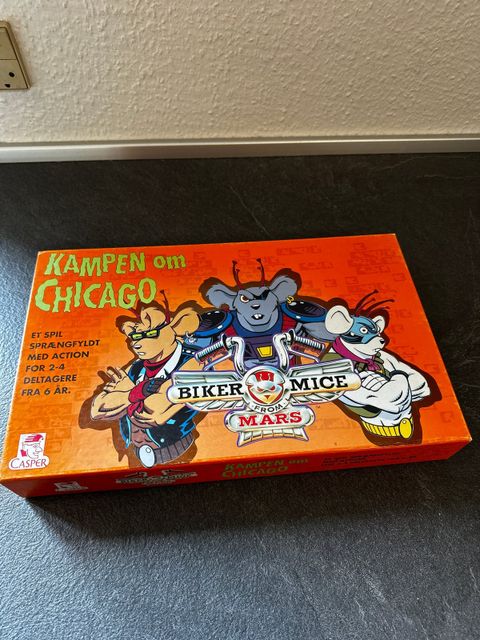 KAMPEN om
CHICAGO
ET SPIL
SPRÆNGFYLDT
MED ACTION
FOR 2-4
DELTAGERE
FRA 6 ÅR.
BIKER MICE
FROM
MARS
CASPER
KAMPEN om
CHICAGO